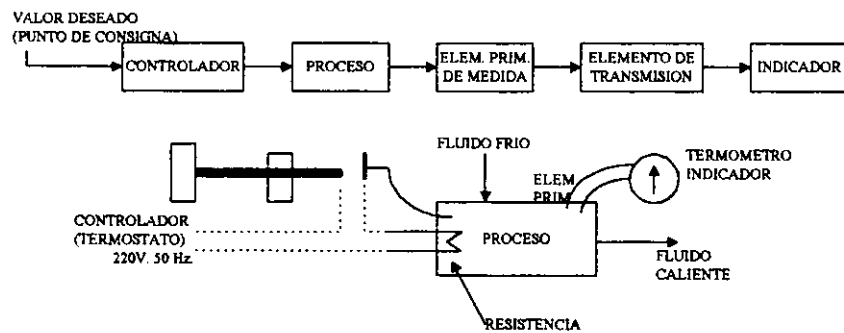 VALOR DESEADO
(PUNTO DE CONSIGNA)
CONTROLADOR
PROCESO
ELEM. PRIM.
DE MEDIDA
ELEMENTO DE
TRANSMISION
INDICADOR
FLUIDO FRIO
TERMOMETRO
INDICADOR
ELEM
PRIM
CONTROLADOR
(TERMOSTATO)
220V. 50 Hz.
PROCESO
FLUIDO
CALIENTE
RESISTENCIA